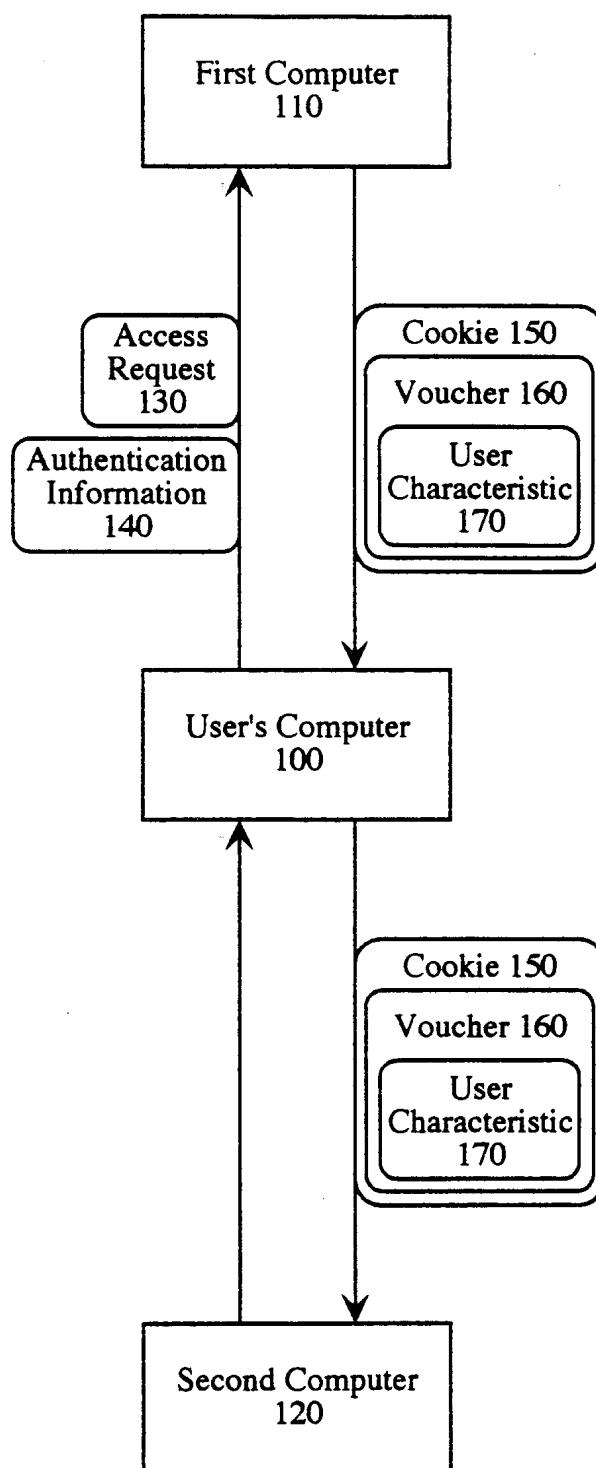 First Computer
110
Access
Request
130
Authentication
Information
140
Cookie 150
Voucher 160
User
Characteristic
170
User's Computer
100
Cookie 150
Voucher 160
User
Characteristic
170
Second Computer
120